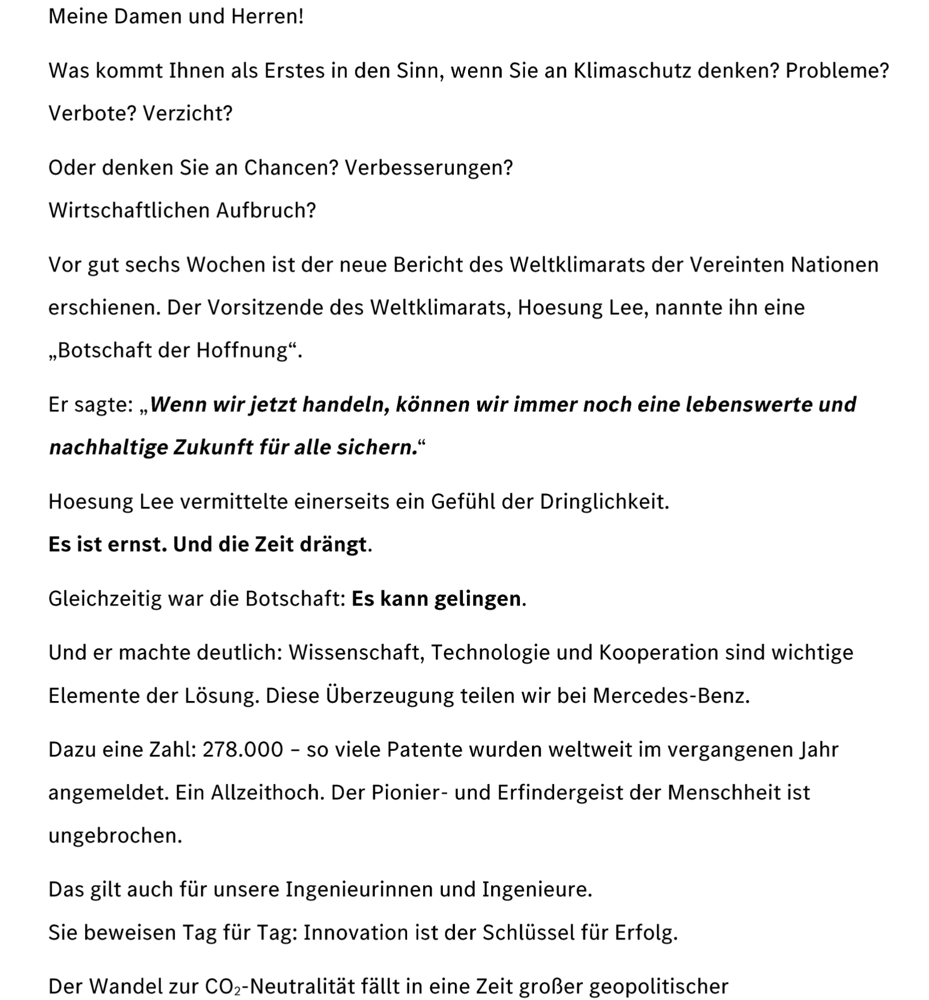 Meine Damen und Herren!
Was kommt Ihnen als Erstes in den Sinn, wenn Sie an Klimaschutz denken? Probleme?
Verbote? Verzicht?
Oder denken Sie an Chancen? Verbesserungen?
Wirtschaftlichen Aufbruch?
Vor gut sechs Wochen ist der neue Bericht des Weltklimarats der Vereinten Nationen
erschienen. Der Vorsitzende des Weltklimarats, Hoesung Lee, nannte ihn eine
„Botschaft der Hoffnung“.
Er sagte: „Wenn wir jetzt handeln, können wir immer noch eine lebenswerte und
nachhaltige Zukunft für alle sichern.“
Hoesung Lee vermittelte einerseits ein Gefühl der Dringlichkeit.
Es ist ernst. Und die Zeit drängt.
Gleichzeitig war die Botschaft: Es kann gelingen.
Und er machte deutlich: Wissenschaft, Technologie und Kooperation sind wichtige
Elemente der Lösung. Diese Überzeugung teilen wir bei Mercedes-Benz.
Dazu eine Zahl: 278.000 – so viele Patente wurden weltweit im vergangenen Jahr
angemeldet. Ein Allzeithoch. Der Pionier- und Erfindergeist der Menschheit ist
ungebrochen.
Das gilt auch für unsere Ingenieurinnen und Ingenieure.
Sie beweisen Tag für Tag: Innovation ist der Schlüssel für Erfolg.
Der Wandel zur CO₂-Neutralität fällt in eine Zeit großer geopolitischer